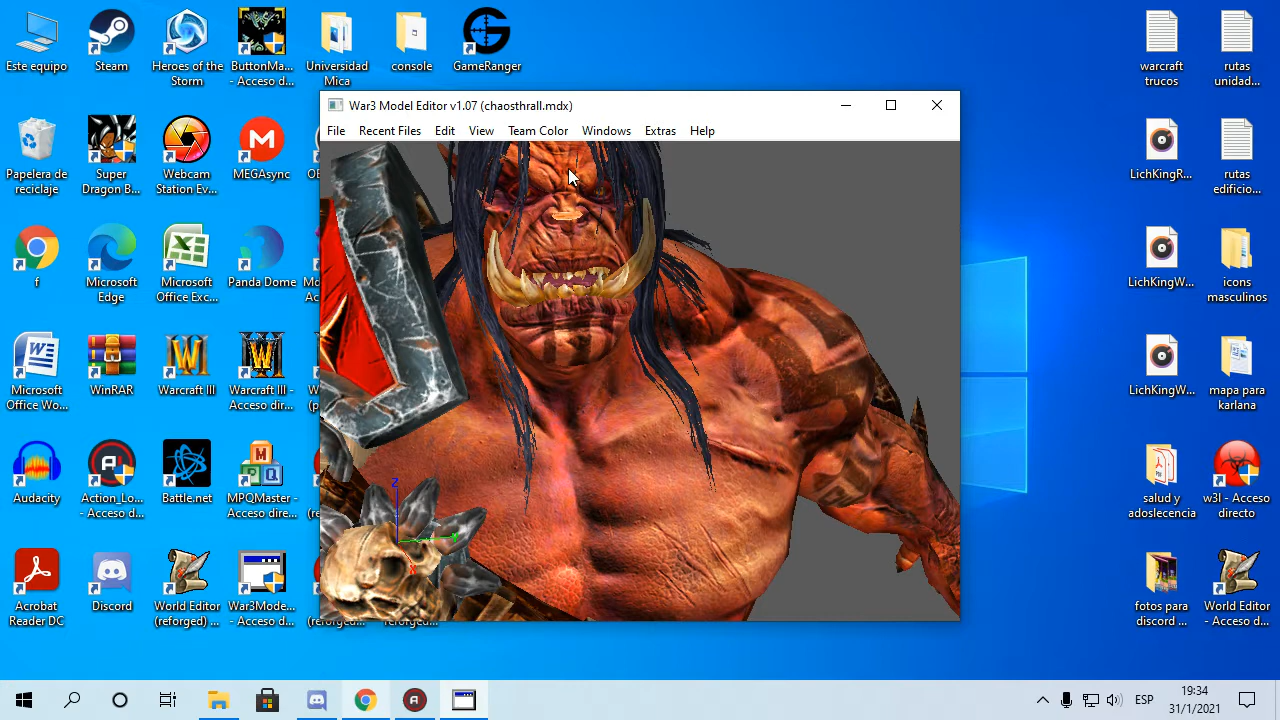 Este equipo
Steam
Heroes of the
Storm
ButtonMa...
- Acceso d...
Universidad
Mica
console
GameRanger
warcraft
trucos
rutas
unidad...
Papelera de
reciclaje
Super
Dragon B...
Webcam
Station Ev...
MEGAsync
LichKingR...
rutas
edificio...
f
Microsoft
Edge
Microsoft
Office Exc...
Panda Dome
LichKingW...
icons
masculinos
Microsoft
Office Wo...
WinRAR
Warcraft III
Warcraft III -
Acceso dir...
LichKingW...
mapa para
karlana
Audacity
Action_Lo...
- Acceso d...
Battle.net
MPQMaster -
Acceso dire...
salud y
adoslecencia
w3l - Acceso
directo
Acrobat
Reader DC
Discord
World Editor
(reforged) ...
War3Mode...
- Acceso d...
(reforged...
reforged...
fotos para
discord ...
World Editor
- Acceso d...
War3 Model Editor v1.07 (chaosthrall.mdx)
File Recent Files Edit View Team Color Windows Extras Help
Z
Y
X
ESP
19:34
31/1/2021